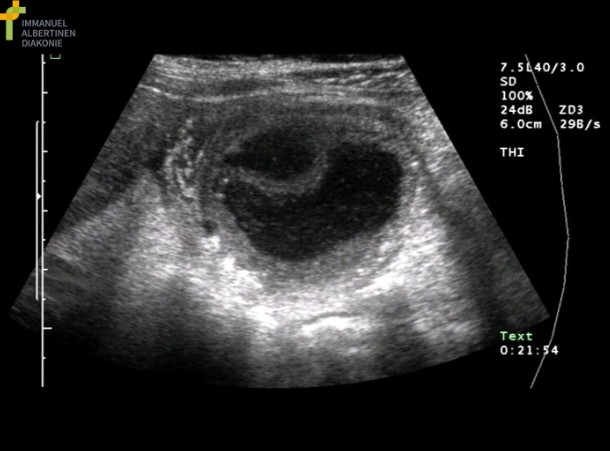 IMMANUEL
ALBERTINEN
DIAKONIE
7.5L40/3.0
SD
100%
24dB ZD3
6.0cm 29B/s
THI
Text
0:21:54